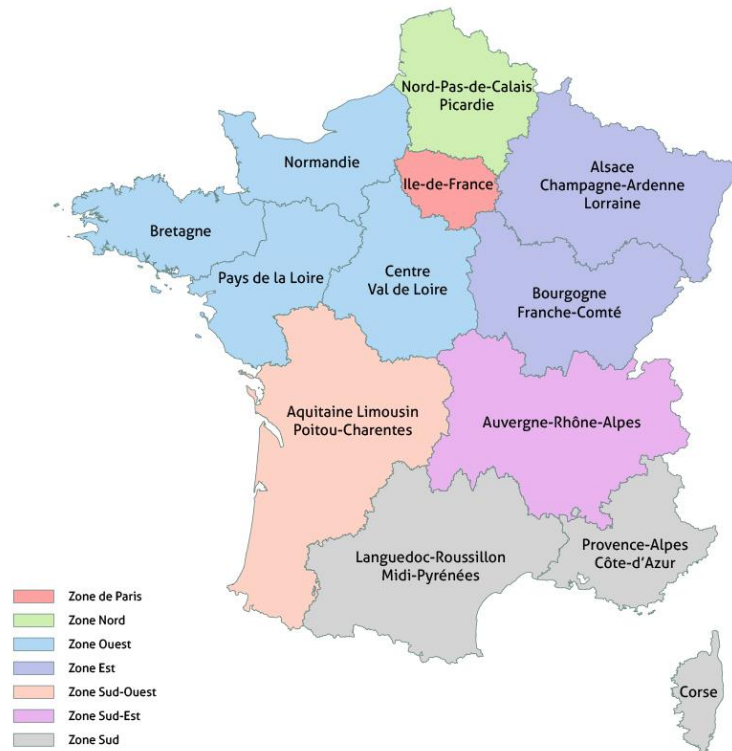 Nord-Pas-de-Calais
Picardie
Normandie
Ile-de-France
Alsace
Champagne-Ardenne
Lorraine
Bretagne
Pays de la Loire
Centre
Val de Loire
Bourgogne
Franche-Comté
Aquitaine Limousin
Poitou-Charentes
Auvergne-Rhône-Alpes
Languedoc-Roussillon
Midi-Pyrénées
Provence-Alpes
Côte-d'Azur
Corse
Zone de Paris
Zone Nord
Zone Ouest
Zone Est
Zone Sud-Ouest
Zone Sud-Est
Zone Sud